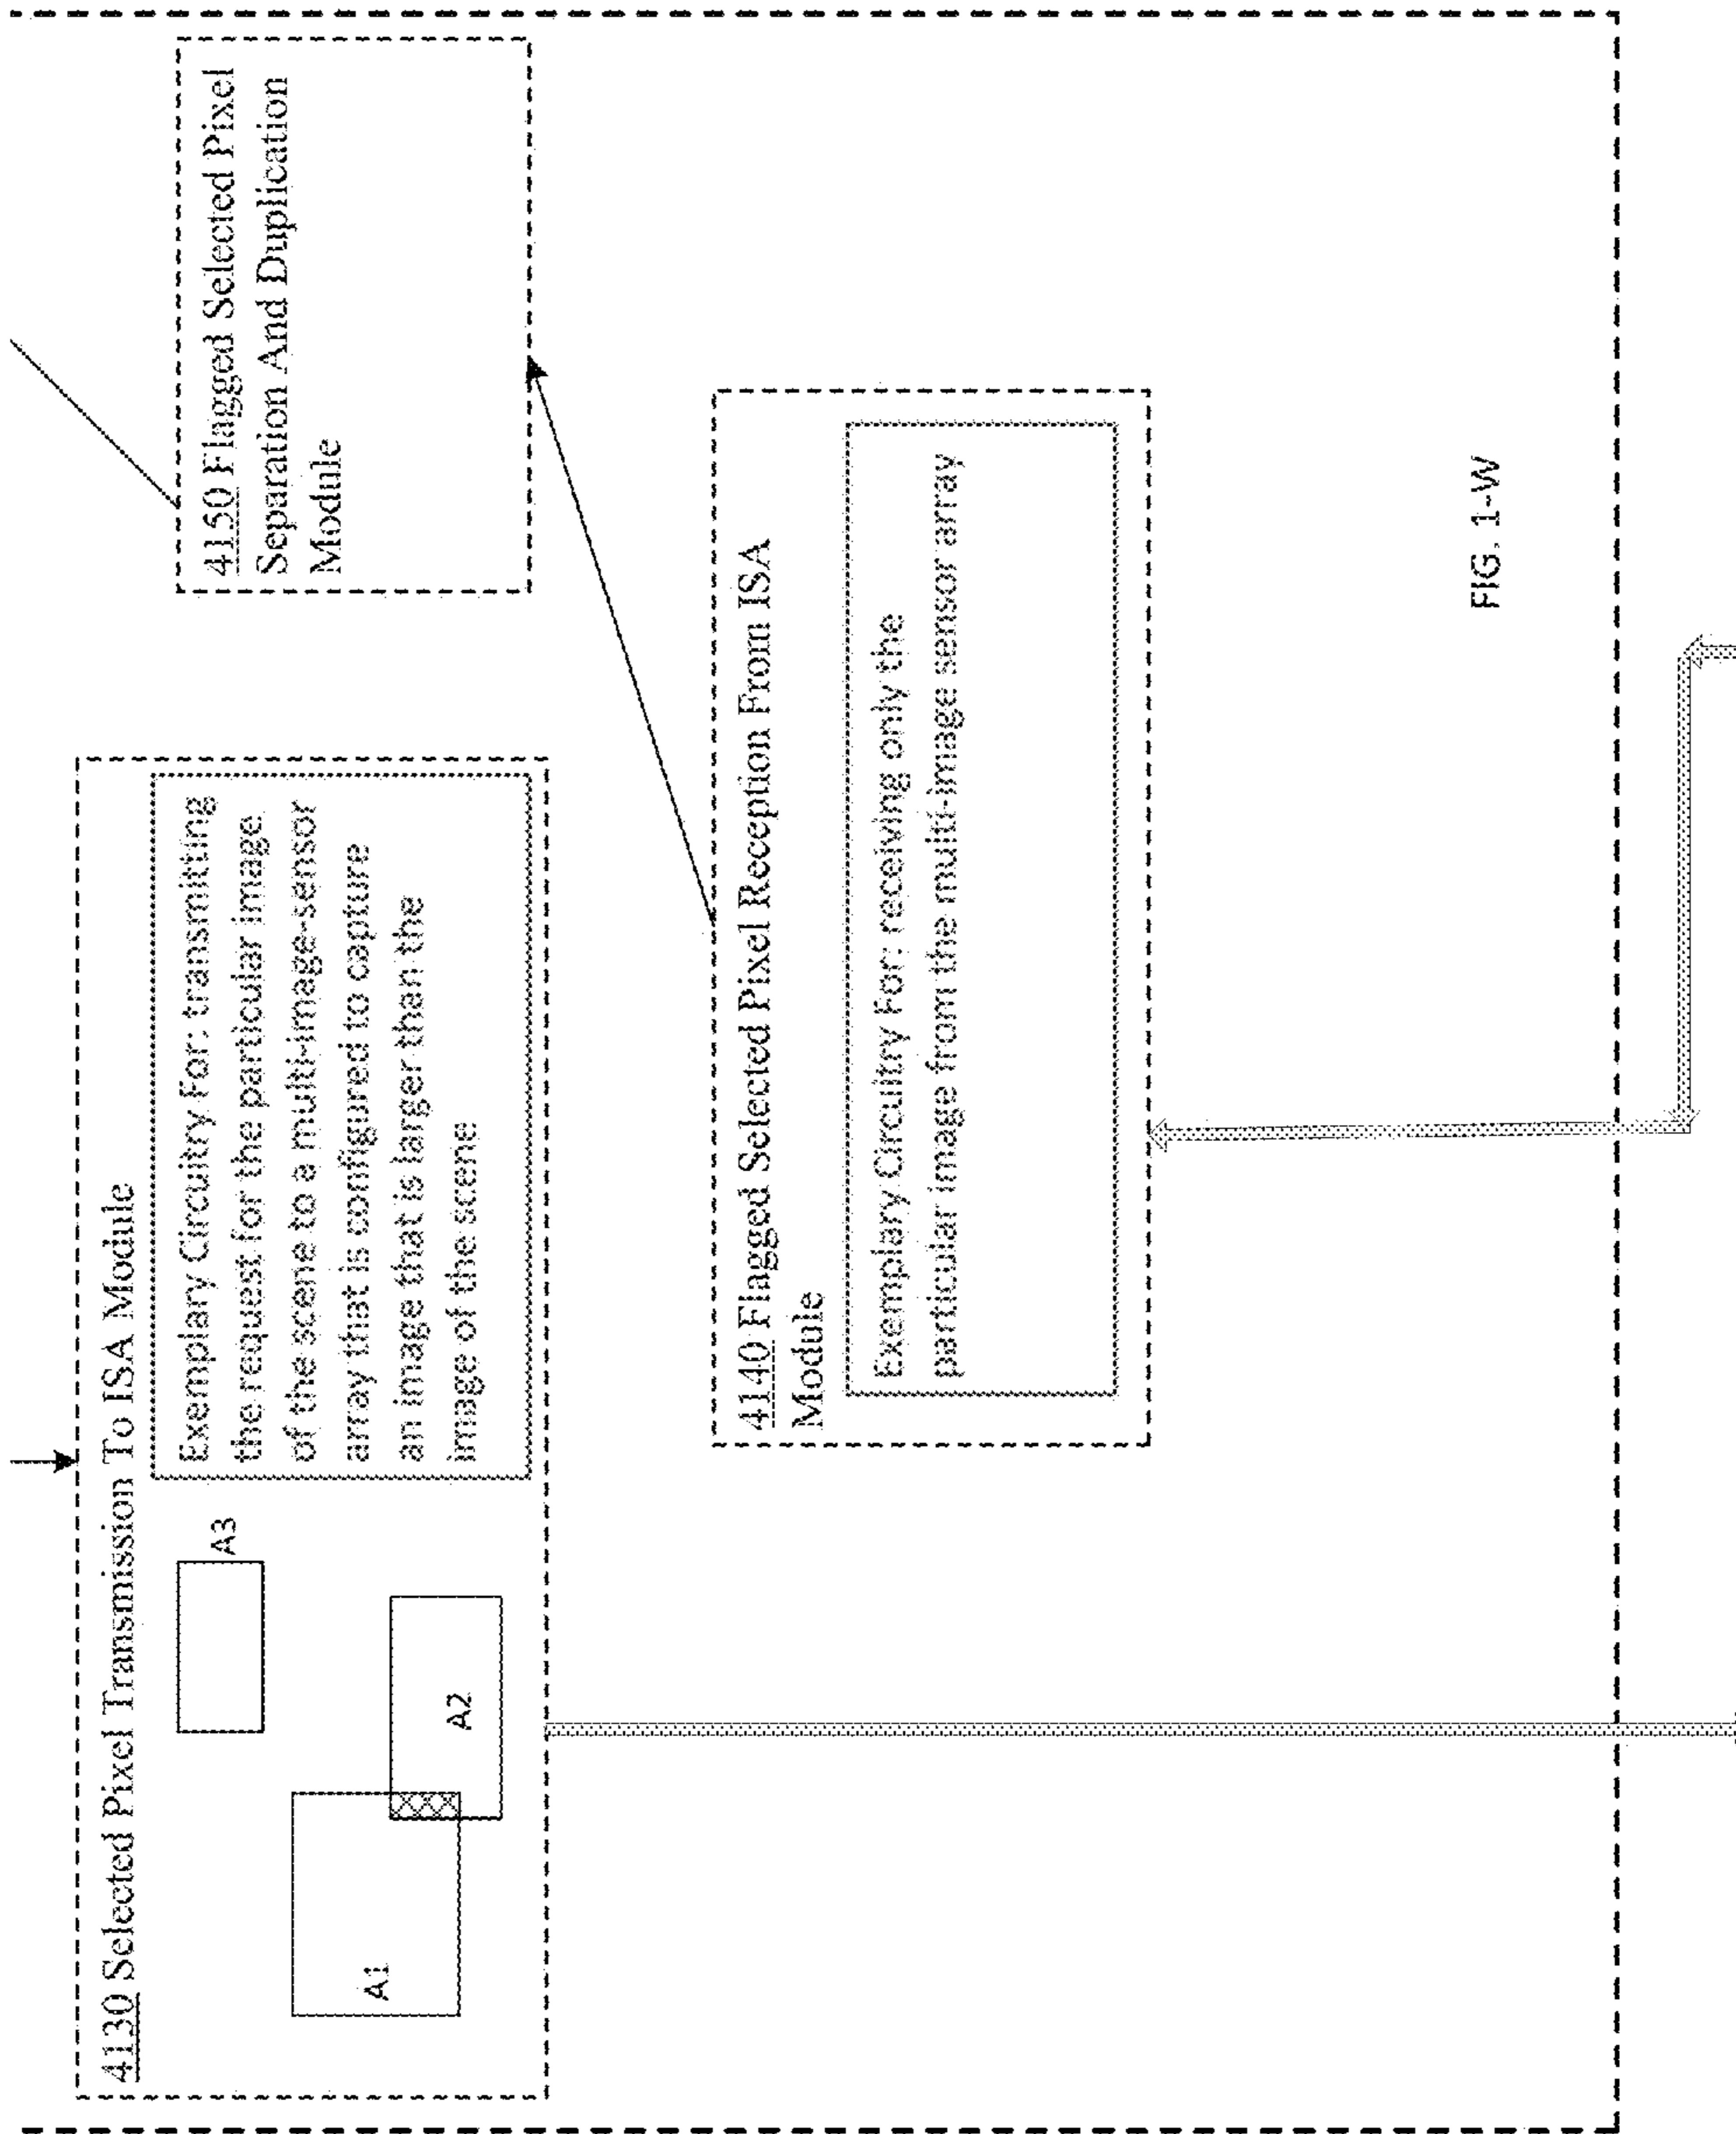 4130 Selected Pixel Transmission To ISA Module
A1
A2
A3
Exemplary Circuitry For: transmitting
the request for the particular image
of the scene to a multi-image-sensor
array that is configured to capture
an image that is larger than the
image of the scene
4150 Flagged Selected Pixel
Separation And Duplication
Module
4140 Flagged Selected Pixel Reception From ISA
Module
Exemplary Circuitry For: receiving only the
particular image from the multi-image sensor array
FIG. 1-W